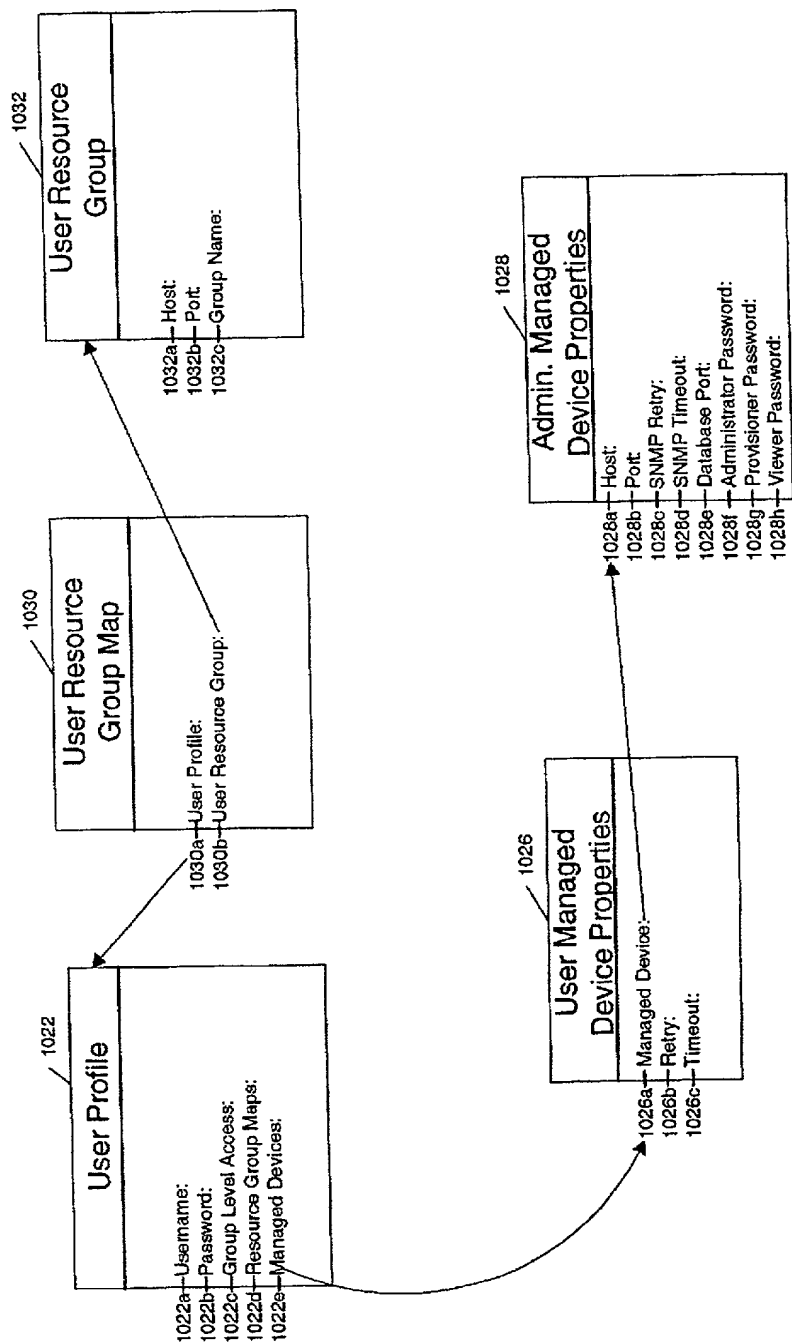 1022
User Profile
1022a Username:
1022b Password:
1022c Group Level Access:
1022d Resource Group Maps:
1022e Managed Devices:
1030
User Resource
Group Map
1030a User Profile:
1030b User Resource Group:
1032
User Resource
Group
1032a Host:
1032b Port:
1032c Group Name:
1026
User Managed
Device Properties
1026a Managed Device:
1026b Retry:
1026c Timeout:
1028
Admin. Managed
Device Properties
1028a Host:
1028b Port:
1028c SNMP Retry:
1028d SNMP Timeout:
1028e Database Port:
1028f Administrator Password:
1028g Provisioner Password:
1028h Viewer Password: